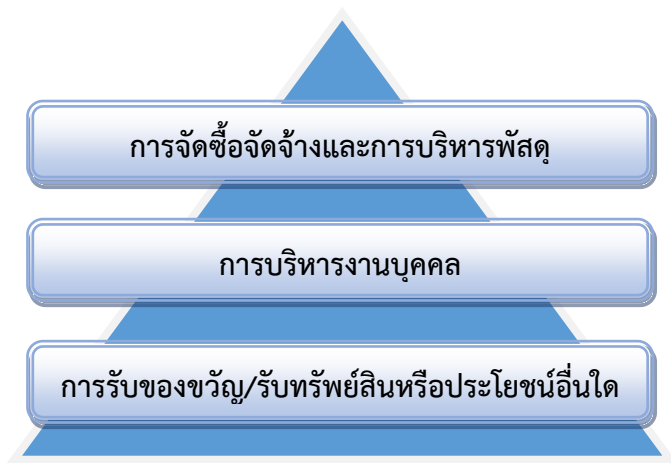 การจัดซื้อจัดจ้างและการบริหารพัสดุ
การบริหารงานบุคคล
การรับของขวัญ/รับทรัพย์สินหรือประโยชน์อื่นใด